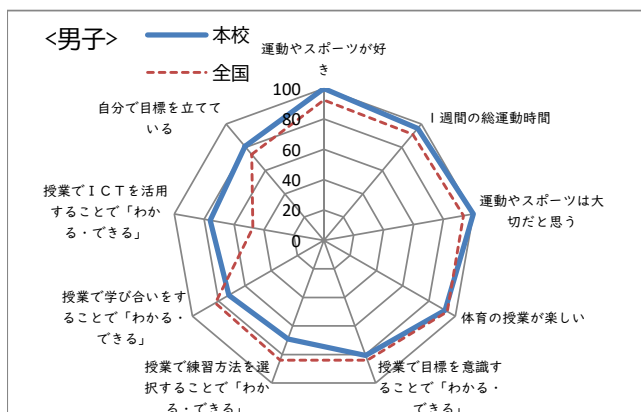 <男子>
本校
全国
運動やスポーツが好
き
1週間の総運動時間
運動やスポーツは大
切だと思う
体育の授業が楽しい
授業で目標を意識す
ることで「わかる・
できる」
授業で練習方法を選
択することで「わか
る・できる」
授業で学び合いをす
ることで「わかる・
できる」
授業でICTを活用
することで「わか
る・できる」
自分で目標を立てて
いる
100
80
60
40
20
0